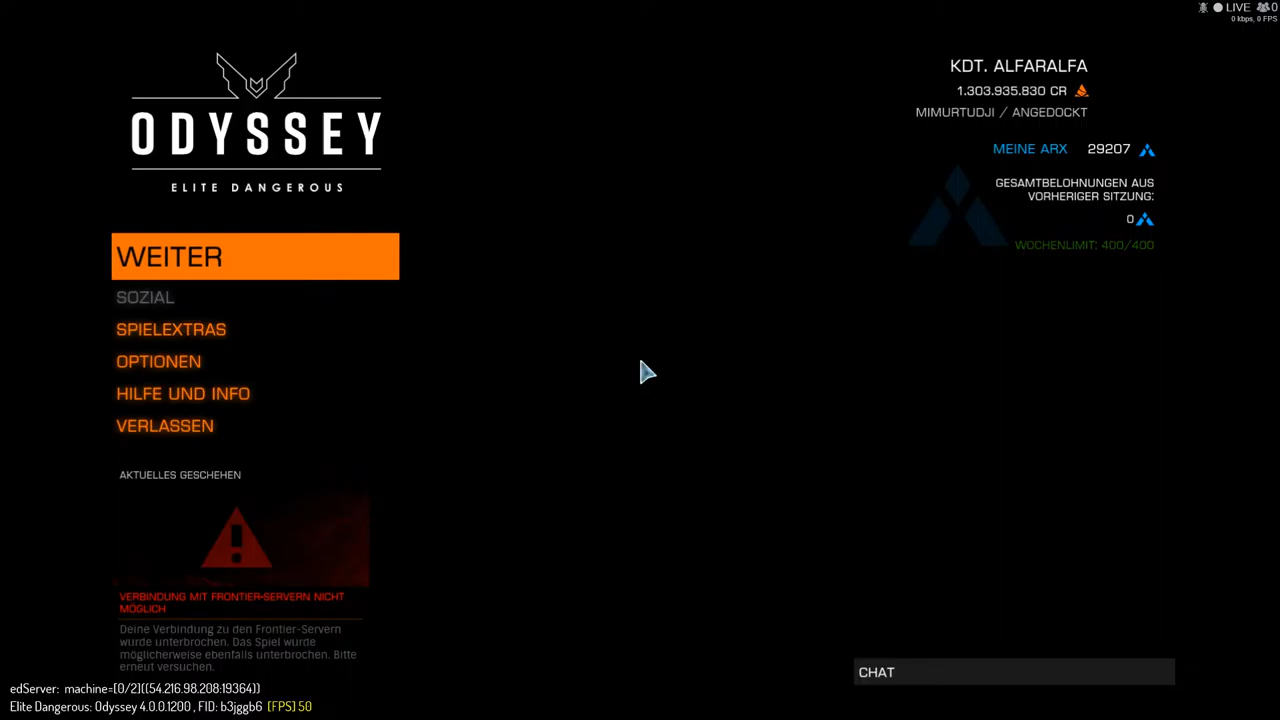 LIVE 0
0 kbps, 0 FPS
ODYSSEY
ELITE DANGEROUS
KDT. ALFARALFA
1.303.935.830 CR
MIMURTUDJI / ANGEDOCKT
MEINE ARX 29207
GESAMTBELOHNUNGEN AUS
VORHERIGER SITZUNG:
0
WOCHENLIMIT: 400/400
WEITER
SOZIAL
SPIELEXTRAS
OPTIONEN
HILFE UND INFO
VERLASSEN
AKTUELLES GESCHEHEN
VERBINDUNG MIT FRONTIER-SERVERN NICHT
MÖGLICH
Deine Verbindung zu den Frontier-Servern
wurde unterbrochen. Das Spiel wurde
möglicherweise ebenfalls unterbrochen. Bitte
erneut versuchen.
CHAT
edServer: machine=[0/2]((54.216.98.208:19364))
Elite Dangerous: Odyssey 4.0.0.1200 , FID: b3jggb6 [FPS] 50